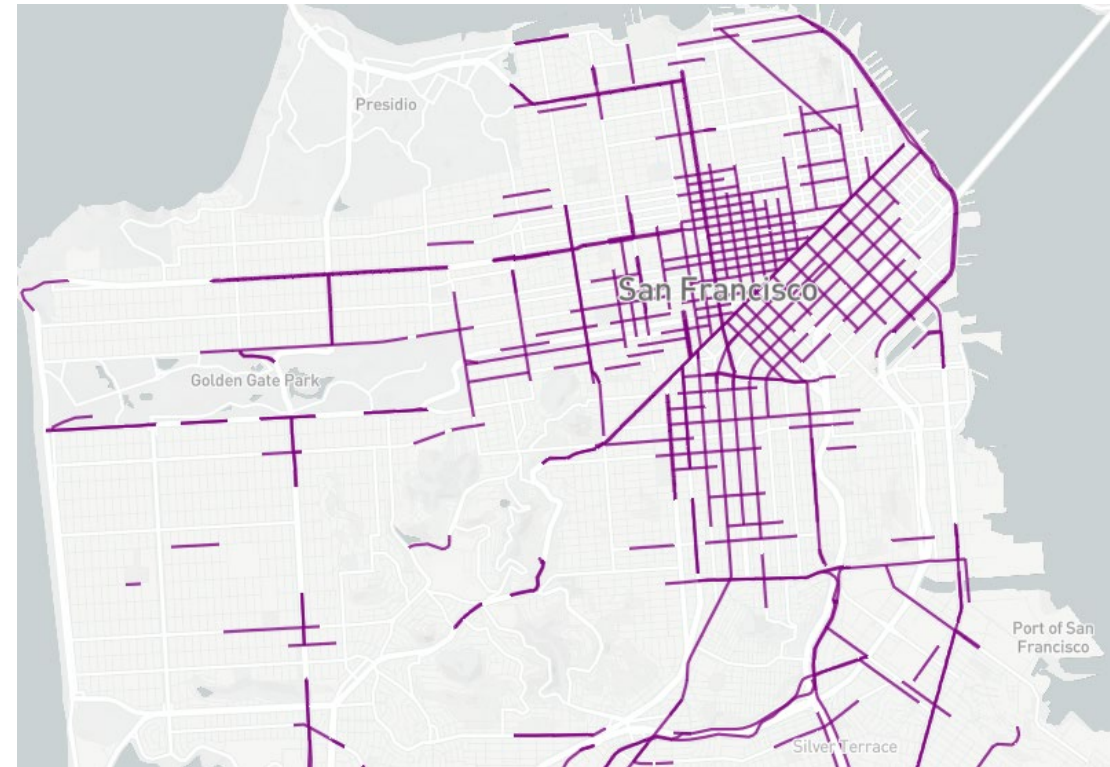 Presidio
San Francisco
Golden Gate Park
Port of San
Francisco
Silver Terrace